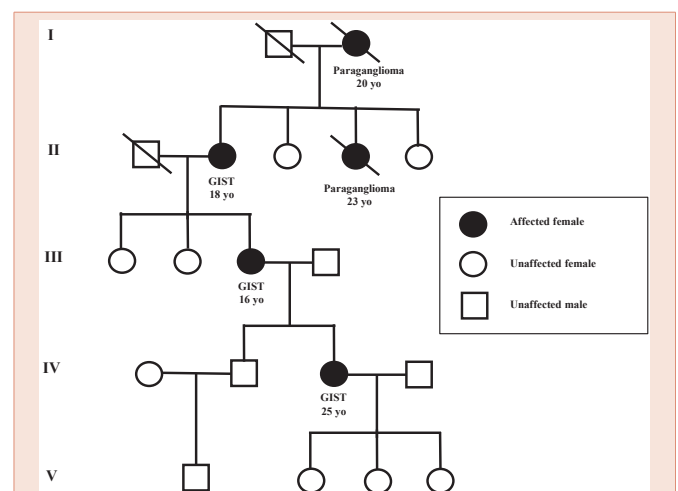 I
Paraganglioma
20 yo
II
GIST
18 yo
Paraganglioma
23 yo
Affected female
Unaffected female
Unaffected male
III
GIST
16 yo
IV
GIST
25 yo
V